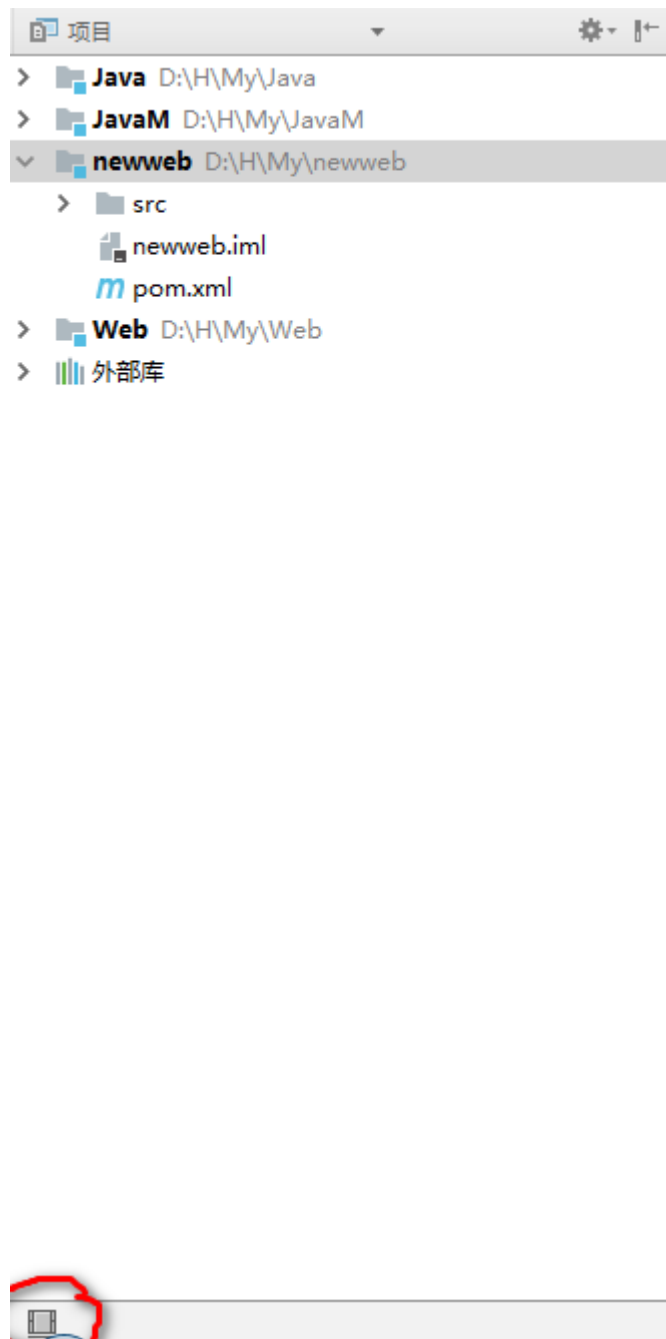 项目
Java D:\H\My\Java
JavaM D:\H\My\JavaM
newweb D:\H\My\newweb
src
newweb.iml
m pom.xml
Web D:\H\My\Web
外部库